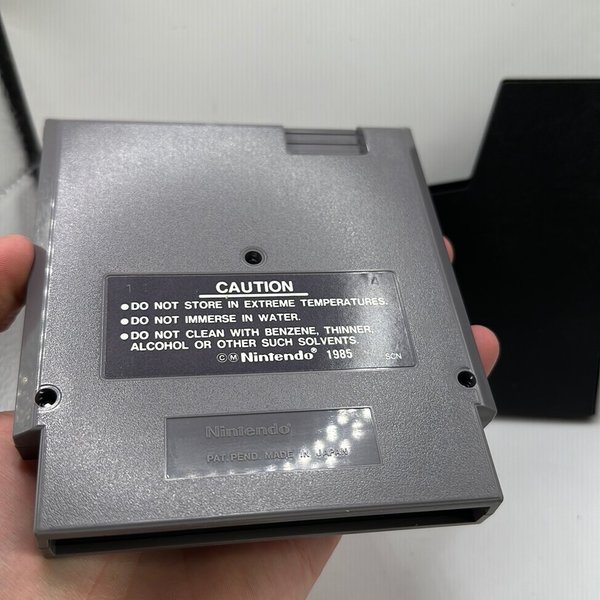 CAUTION
● DO NOT STORE IN EXTREME TEMPERATURES.
● DO NOT IMMERSE IN WATER.
● DO NOT CLEAN WITH BENZENE, THINNER,
ALCOHOL OR OTHER SUCH SOLVENTS.
©Ⓜ Nintendo® 1985 SCN
Nintendo
PAT. PEND. MADE IN JAPAN